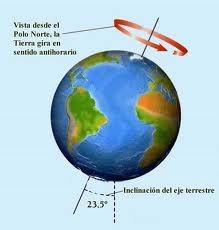 Vista desde el
Polo Norte, la
Tierra gira en
sentido antihorario
Inclinación del eje terrestre
23.5°